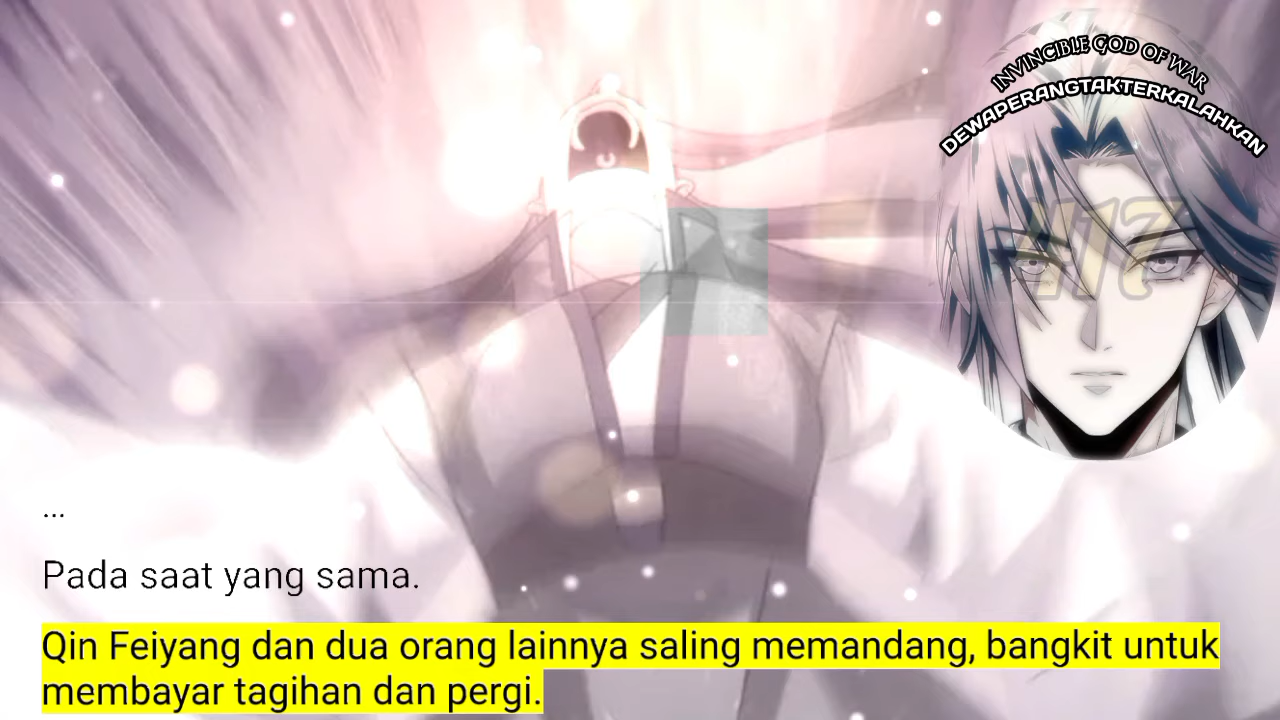 INVINCIBLE GOD OF WAR
DEWAPERANGTAKTERKALAHKAN
417
...
Pada saat yang sama.
Qin Feiyang dan dua orang lainnya saling memandang, bangkit untuk
membayar tagihan dan pergi.